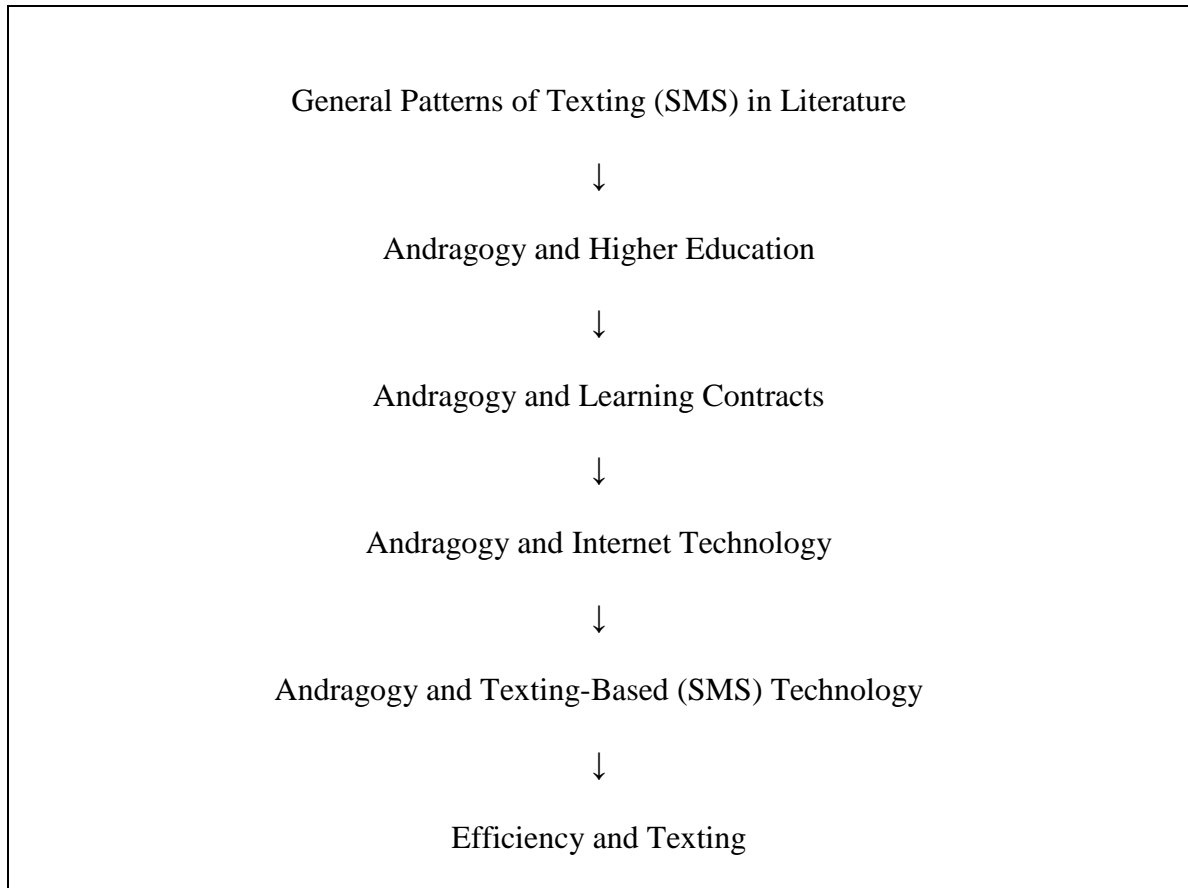 General Patterns of Texting (SMS) in Literature
↓
Andragogy and Higher Education
↓
Andragogy and Learning Contracts
↓
Andragogy and Internet Technology
↓
Andragogy and Texting-Based (SMS) Technology
↓
Efficiency and Texting